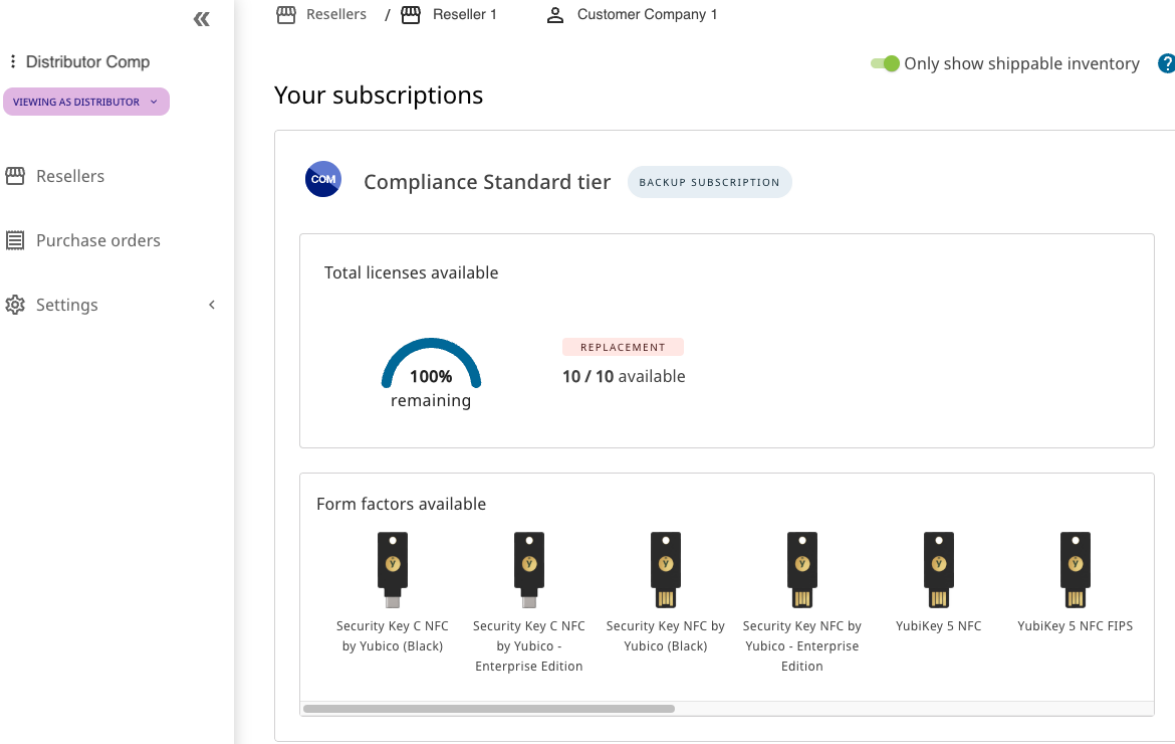 Resellers / Reseller 1 Customer Company 1
Distributor Comp
VIEWING AS DISTRIBUTOR
Resellers
Purchase orders
Settings
Only show shippable inventory ?
Your subscriptions
COM Compliance Standard tier BACKUP SUBSCRIPTION
Total licenses available
100%
remaining
REPLACEMENT
10 / 10 available
Form factors available
Security Key C NFC
by Yubico (Black)
Security Key C NFC
by Yubico -
Enterprise Edition
Security Key NFC by
Yubico (Black)
Security Key NFC by
Yubico - Enterprise
Edition
YubiKey 5 NFC
YubiKey 5 NFC FIPS